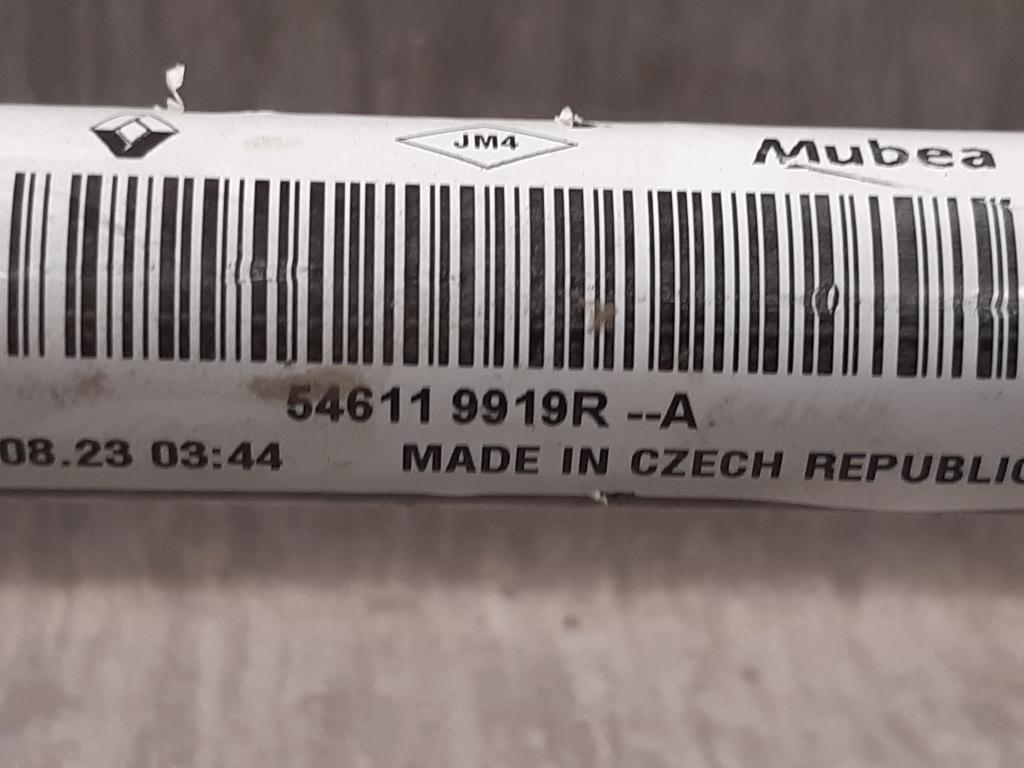 JM4 Mubea
54611 9919R --A
08.23 03:44 MADE IN CZECH REPUBLIC